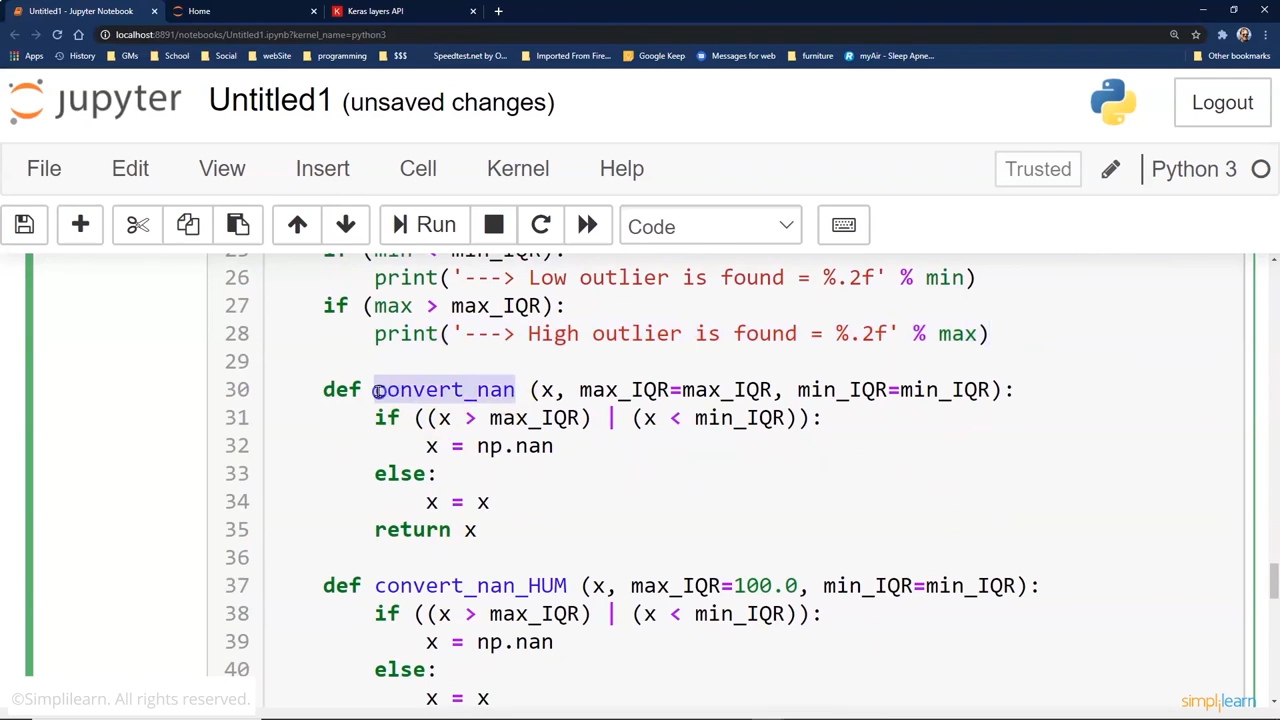 Untitled1 - Jupyter Notebook
Home
Keras layers API
localhost:8891/notebooks/Untitled1.ipynb?kernel_name=python3
Apps
History
GMs
School
Social
webSite
programming
$$$
Speedtest.net by O...
Imported From Fire...
Google Keep
Messages for web
furniture
myAir - Sleep Apne...
Other bookmarks
jupyter Untitled1 (unsaved changes)
Logout
File Edit View Insert Cell Kernel Help
Trusted
Python 3
Run
Code
25 if (min < min_IQR):
26 print('---> Low outlier is found = %.2f' % min)
27 if (max > max_IQR):
28 print('---> High outlier is found = %.2f' % max)
29
30 def convert_nan (x, max_IQR=max_IQR, min_IQR=min_IQR):
31 if ((x > max_IQR) | (x < min_IQR)):
32 x = np.nan
33 else:
34 x = x
35 return x
36
37 def convert_nan_HUM (x, max_IQR=100.0, min_IQR=min_IQR):
38 if ((x > max_IQR) | (x < min_IQR)):
39 x = np.nan
40 else:
x = x
©Simplilearn. All rights reserved.
simplilearn